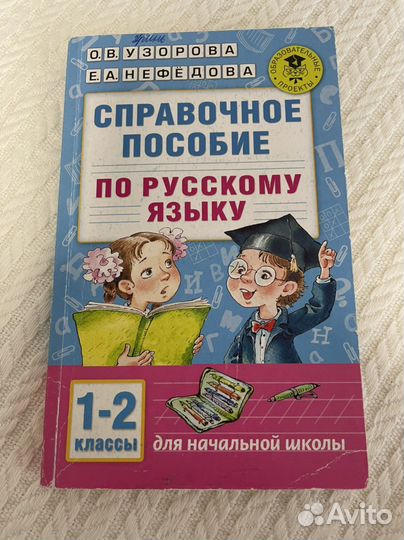 О.В. УЗОРОВА
Е.А. НЕФЁДОВА
ОБРАЗОВАТЕЛЬНЫЕ ПРОЕКТЫ
СПРАВОЧНОЕ
ПОСОБИЕ
ПО РУССКОМУ
ЯЗЫКУ
1-2
КЛАССЫ
для начальной школы
Avito